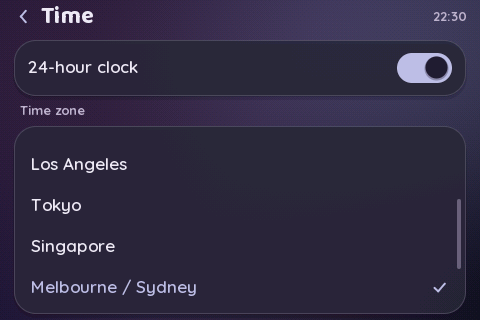 Time
22:30
24-hour clock
Time zone
Los Angeles
Tokyo
Singapore
Melbourne / Sydney